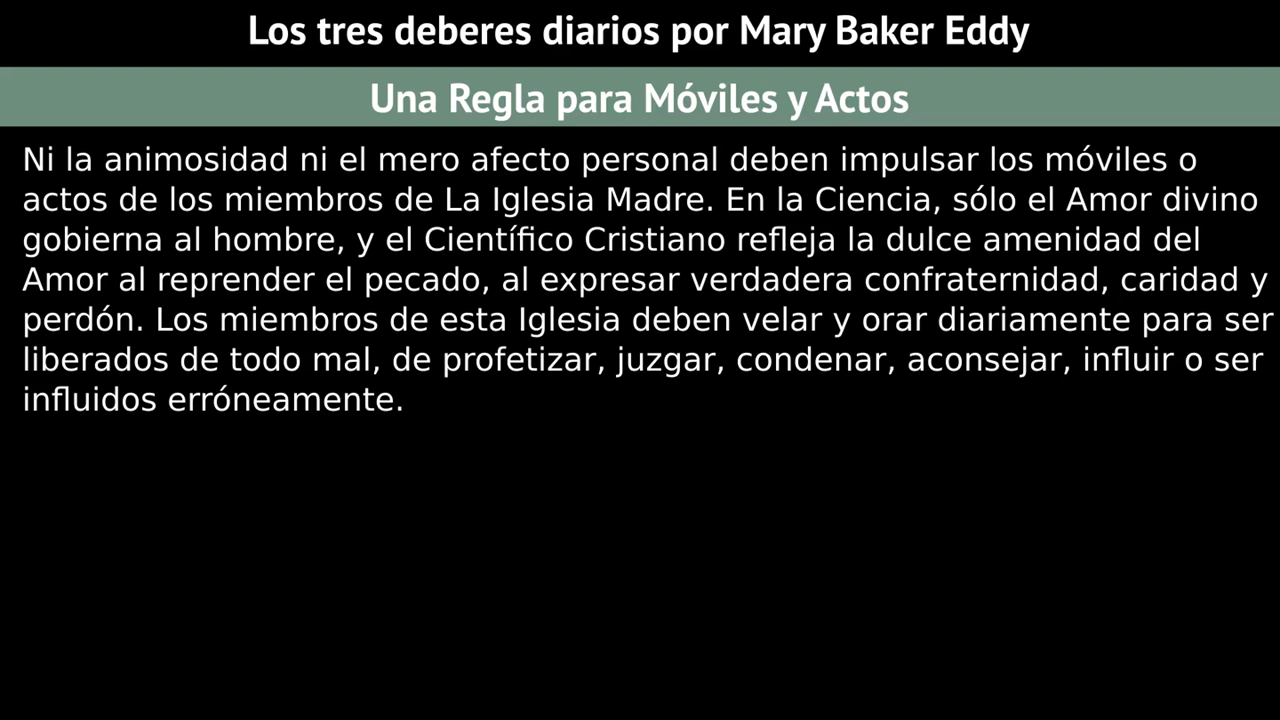 Los tres deberes diarios por Mary Baker Eddy
Una Regla para Móviles y Actos
Ni la animosidad ni el mero afecto personal deben impulsar los móviles o
actos de los miembros de La Iglesia Madre. En la Ciencia, sólo el Amor divino
gobierna al hombre, y el Científico Cristiano refleja la dulce amenidad del
Amor al reprender el pecado, al expresar verdadera confraternidad, caridad y
perdón. Los miembros de esta Iglesia deben velar y orar diariamente para ser
liberados de todo mal, de profetizar, juzgar, condenar, aconsejar, influir o ser
influidos erróneamente.